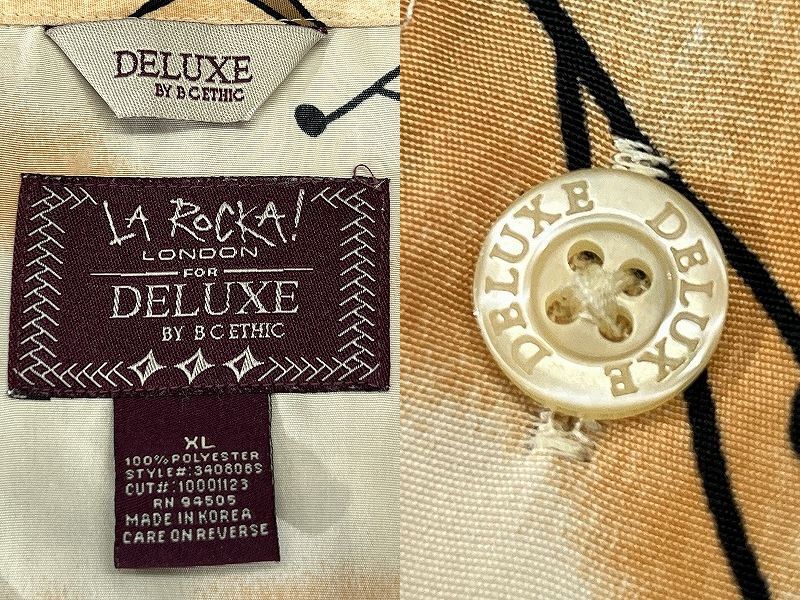 DELUXE
BY B C ETHIC
LA ROCKA!
LONDON
FOR
DELUXE
BY B C ETHIC
XL
100% POLYESTER
STYLE#: 340806S
CUT#: 10001123
RN 94505
MADE IN KOREA
CARE ON REVERSE
DELUXE DELUXE